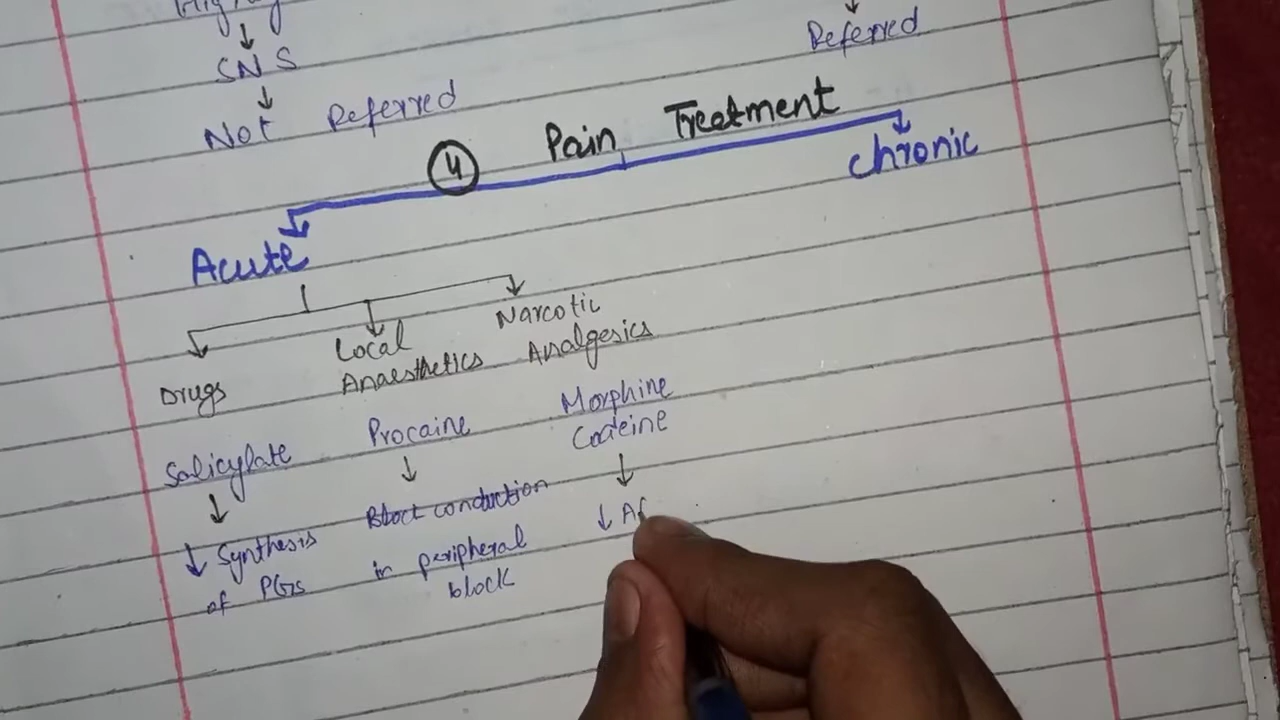 ↓
SNS
↓
Not Referred
↓
Referred
④ Pain Treatment
Acute
chronic
Drugs
Local
Anaesthetics
Narcotic
Analgesics
Salicylate
↓
↓ Synthesis
of PGs
Procaine
↓
Block conduction
in peripheral
block
Morphine
Codeine
↓
↓ Af